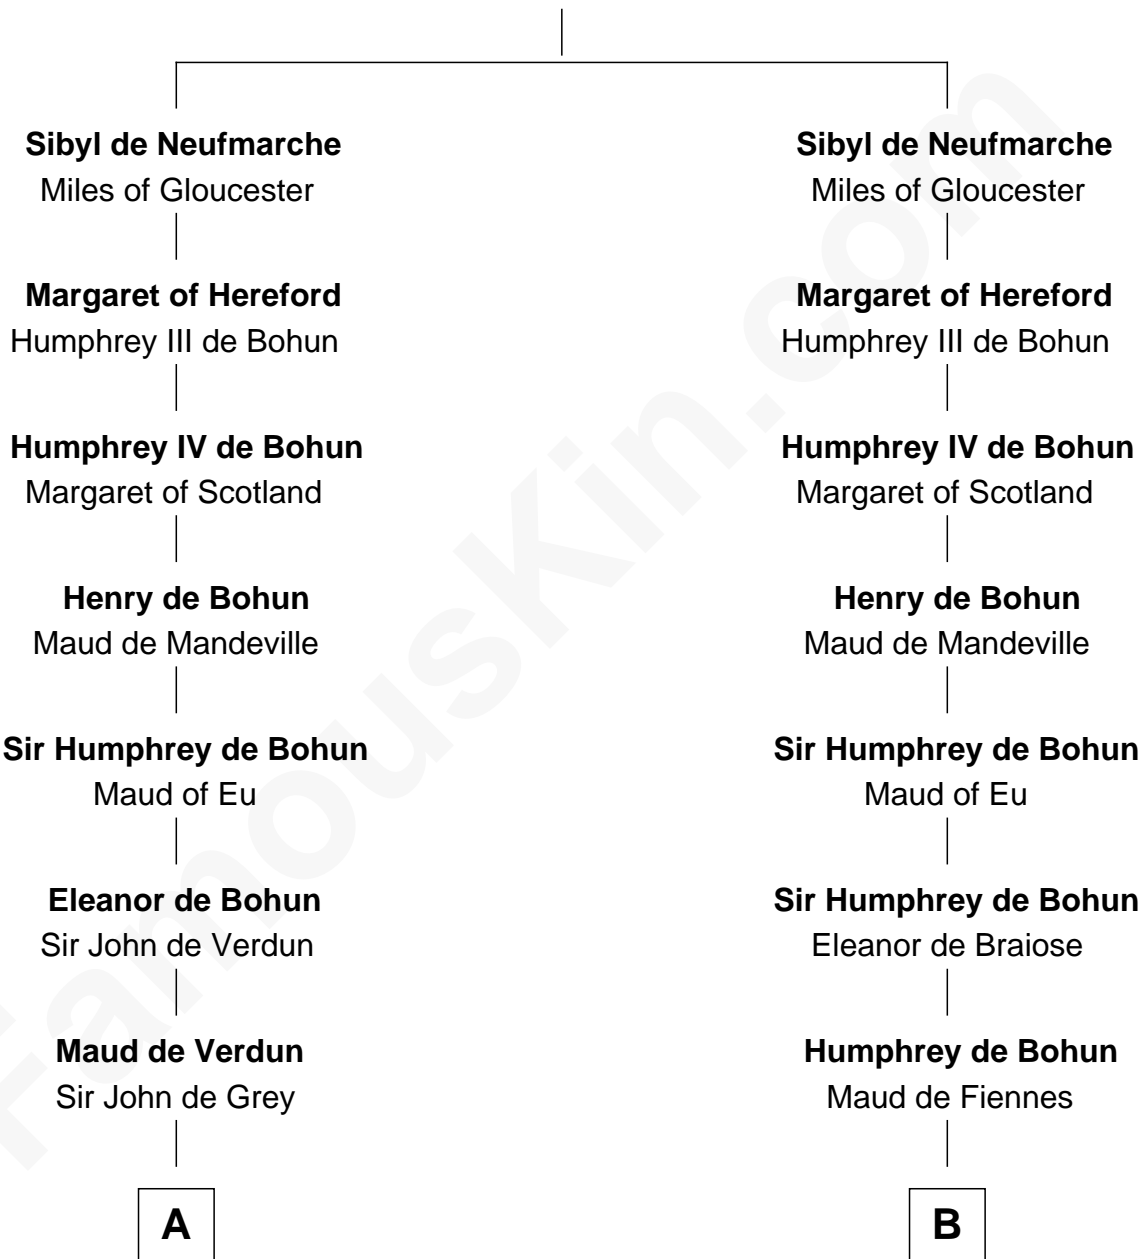 Sibyl de Neufmarche
Miles of Gloucester
Margaret of Hereford
Humphrey III de Bohun
Humphrey IV de Bohun
Margaret of Scotland
Henry de Bohun
Maud de Mandeville
Sir Humphrey de Bohun
Maud of Eu
Eleanor de Bohun
Sir John de Verdun
Maud de Verdun
Sir John de Grey
A
Sibyl de Neufmarche
Miles of Gloucester
Margaret of Hereford
Humphrey III de Bohun
Humphrey IV de Bohun
Margaret of Scotland
Henry de Bohun
Maud de Mandeville
Sir Humphrey de Bohun
Maud of Eu
Sir Humphrey de Bohun
Eleanor de Braiose
Humphrey de Bohun
Maud de Fiennes
B
FamousKin.com